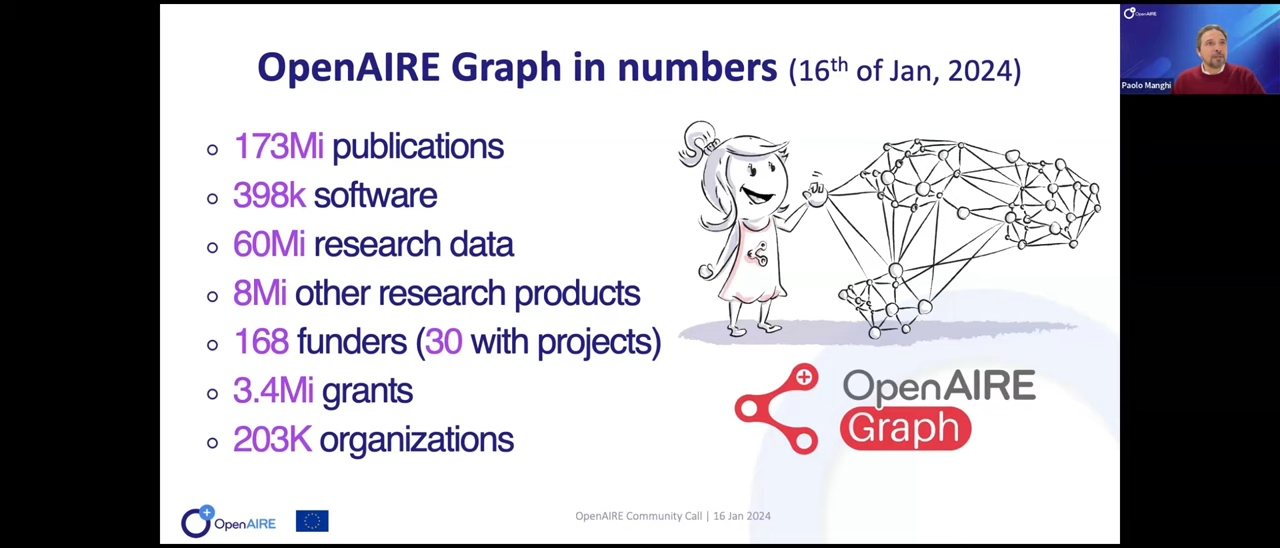 OpenAIRE Graph in numbers (16th of Jan, 2024)
173Mi publications
398k software
60Mi research data
8Mi other research products
168 funders (30 with projects)
3.4Mi grants
203K organizations
OpenAIRE
Graph
OpenAIRE
OpenAIRE Community Call | 16 Jan 2024
OpenAIRE
Paolo Manghi